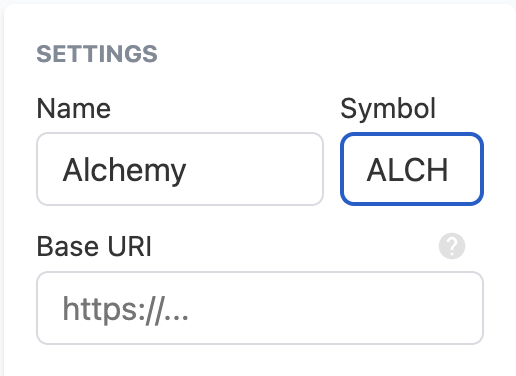 SETTINGS
Name Symbol
Alchemy ALCH
Base URI ?
https://...